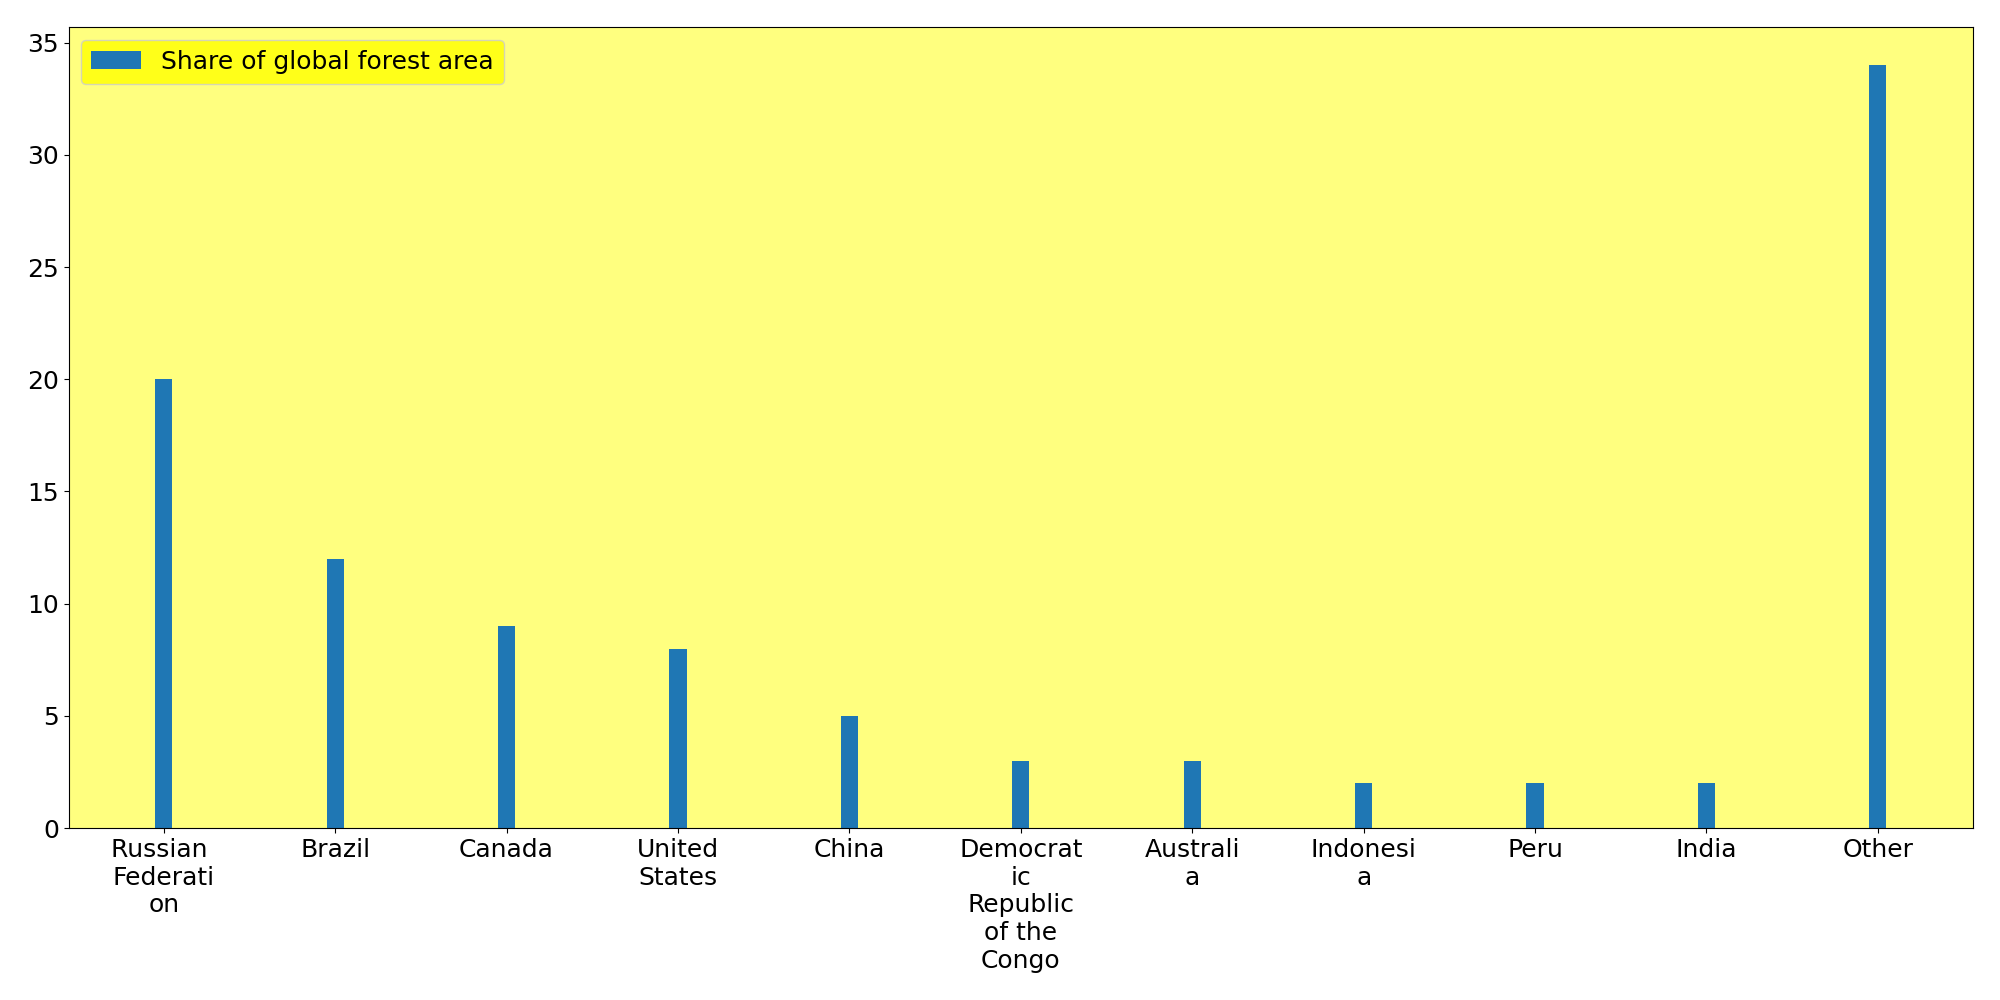 35
30
25
20
15
10
5
0
Share of global forest area
Russian
Federati
on
Brazil
Canada
United
States
China
Democrat
ic
Republic
of the
Congo
Australi
a
Indonesi
a
Peru
India
Other